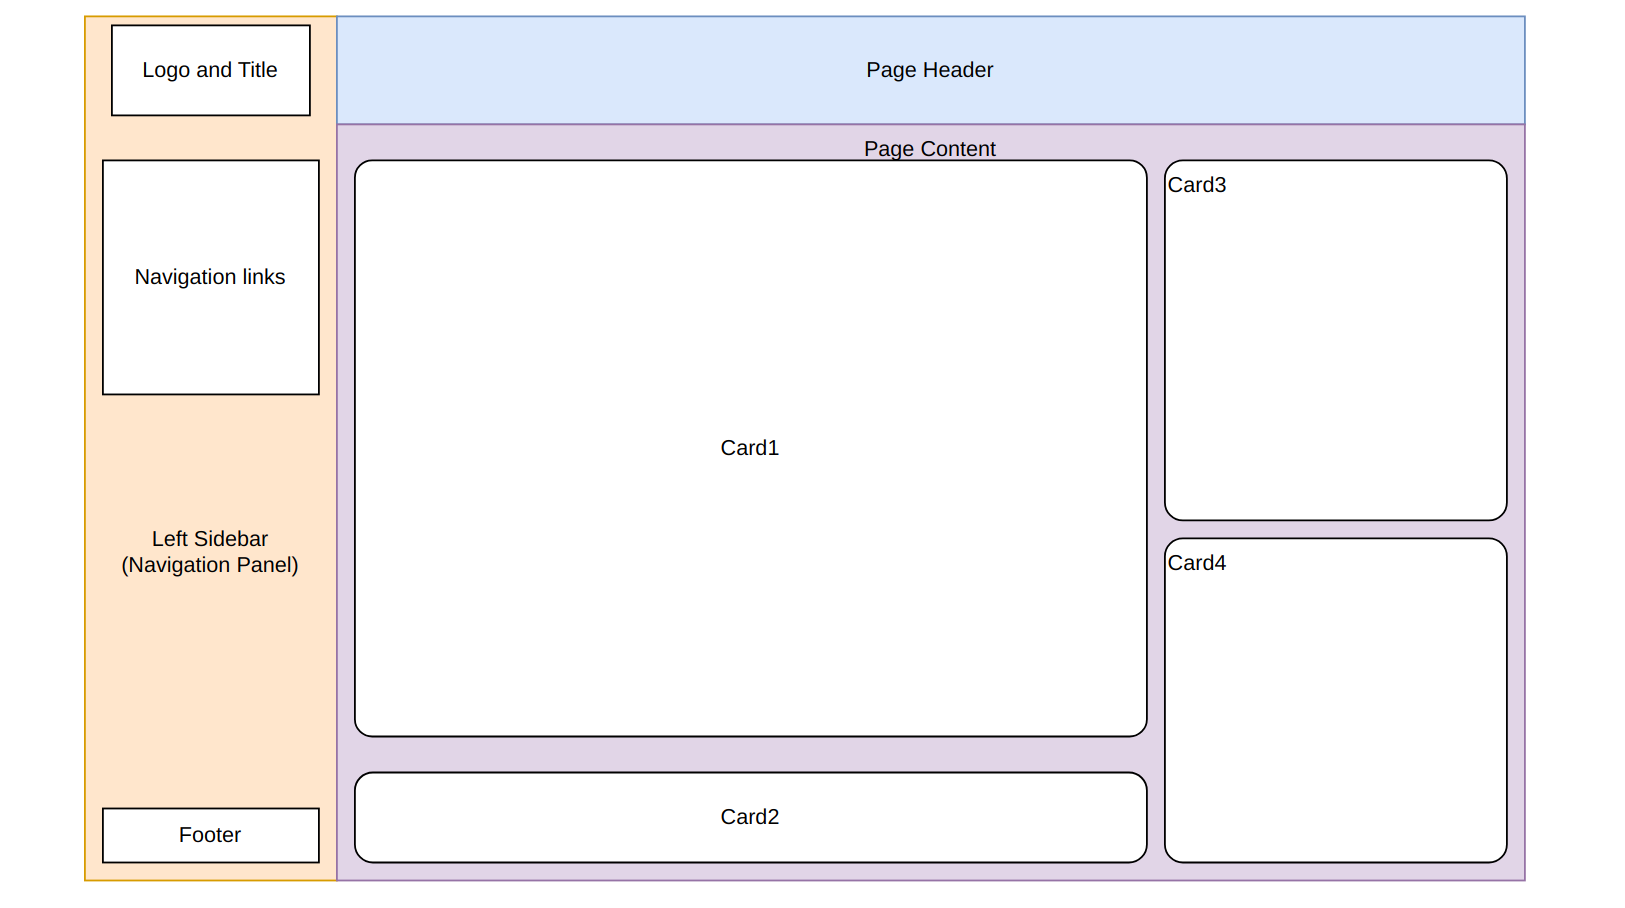 Logo and Title
Page Header
Page Content
Navigation links
Card1
Card3
Left Sidebar
(Navigation Panel)
Card4
Card2
Footer